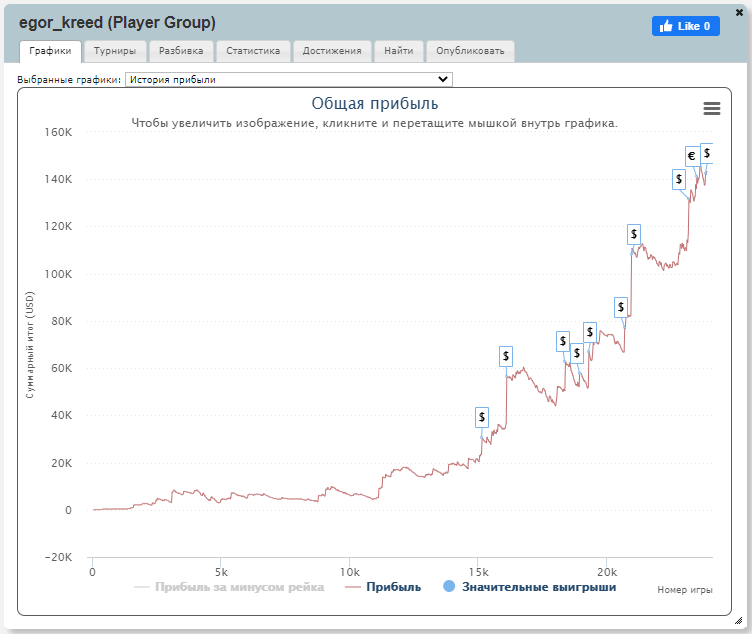 egor_kreed (Player Group)
Like 0
Графики Турниры Разбивка Статистика Достижения Найти Опубликовать
Выбранные графики: История прибыли
Общая прибыль
Чтобы увеличить изображение, кликните и перетащите мышкой внутрь графика.
160K
140K
120K
100K
80K
60K
40K
20K
0
-20K
Суммарный итог (USD)
$ $ $ $ $ $ $ $ € $
0 5k 10k 15k 20k
Прибыль за минусом рейка Прибыль Значительные выигрыши
Номер игры